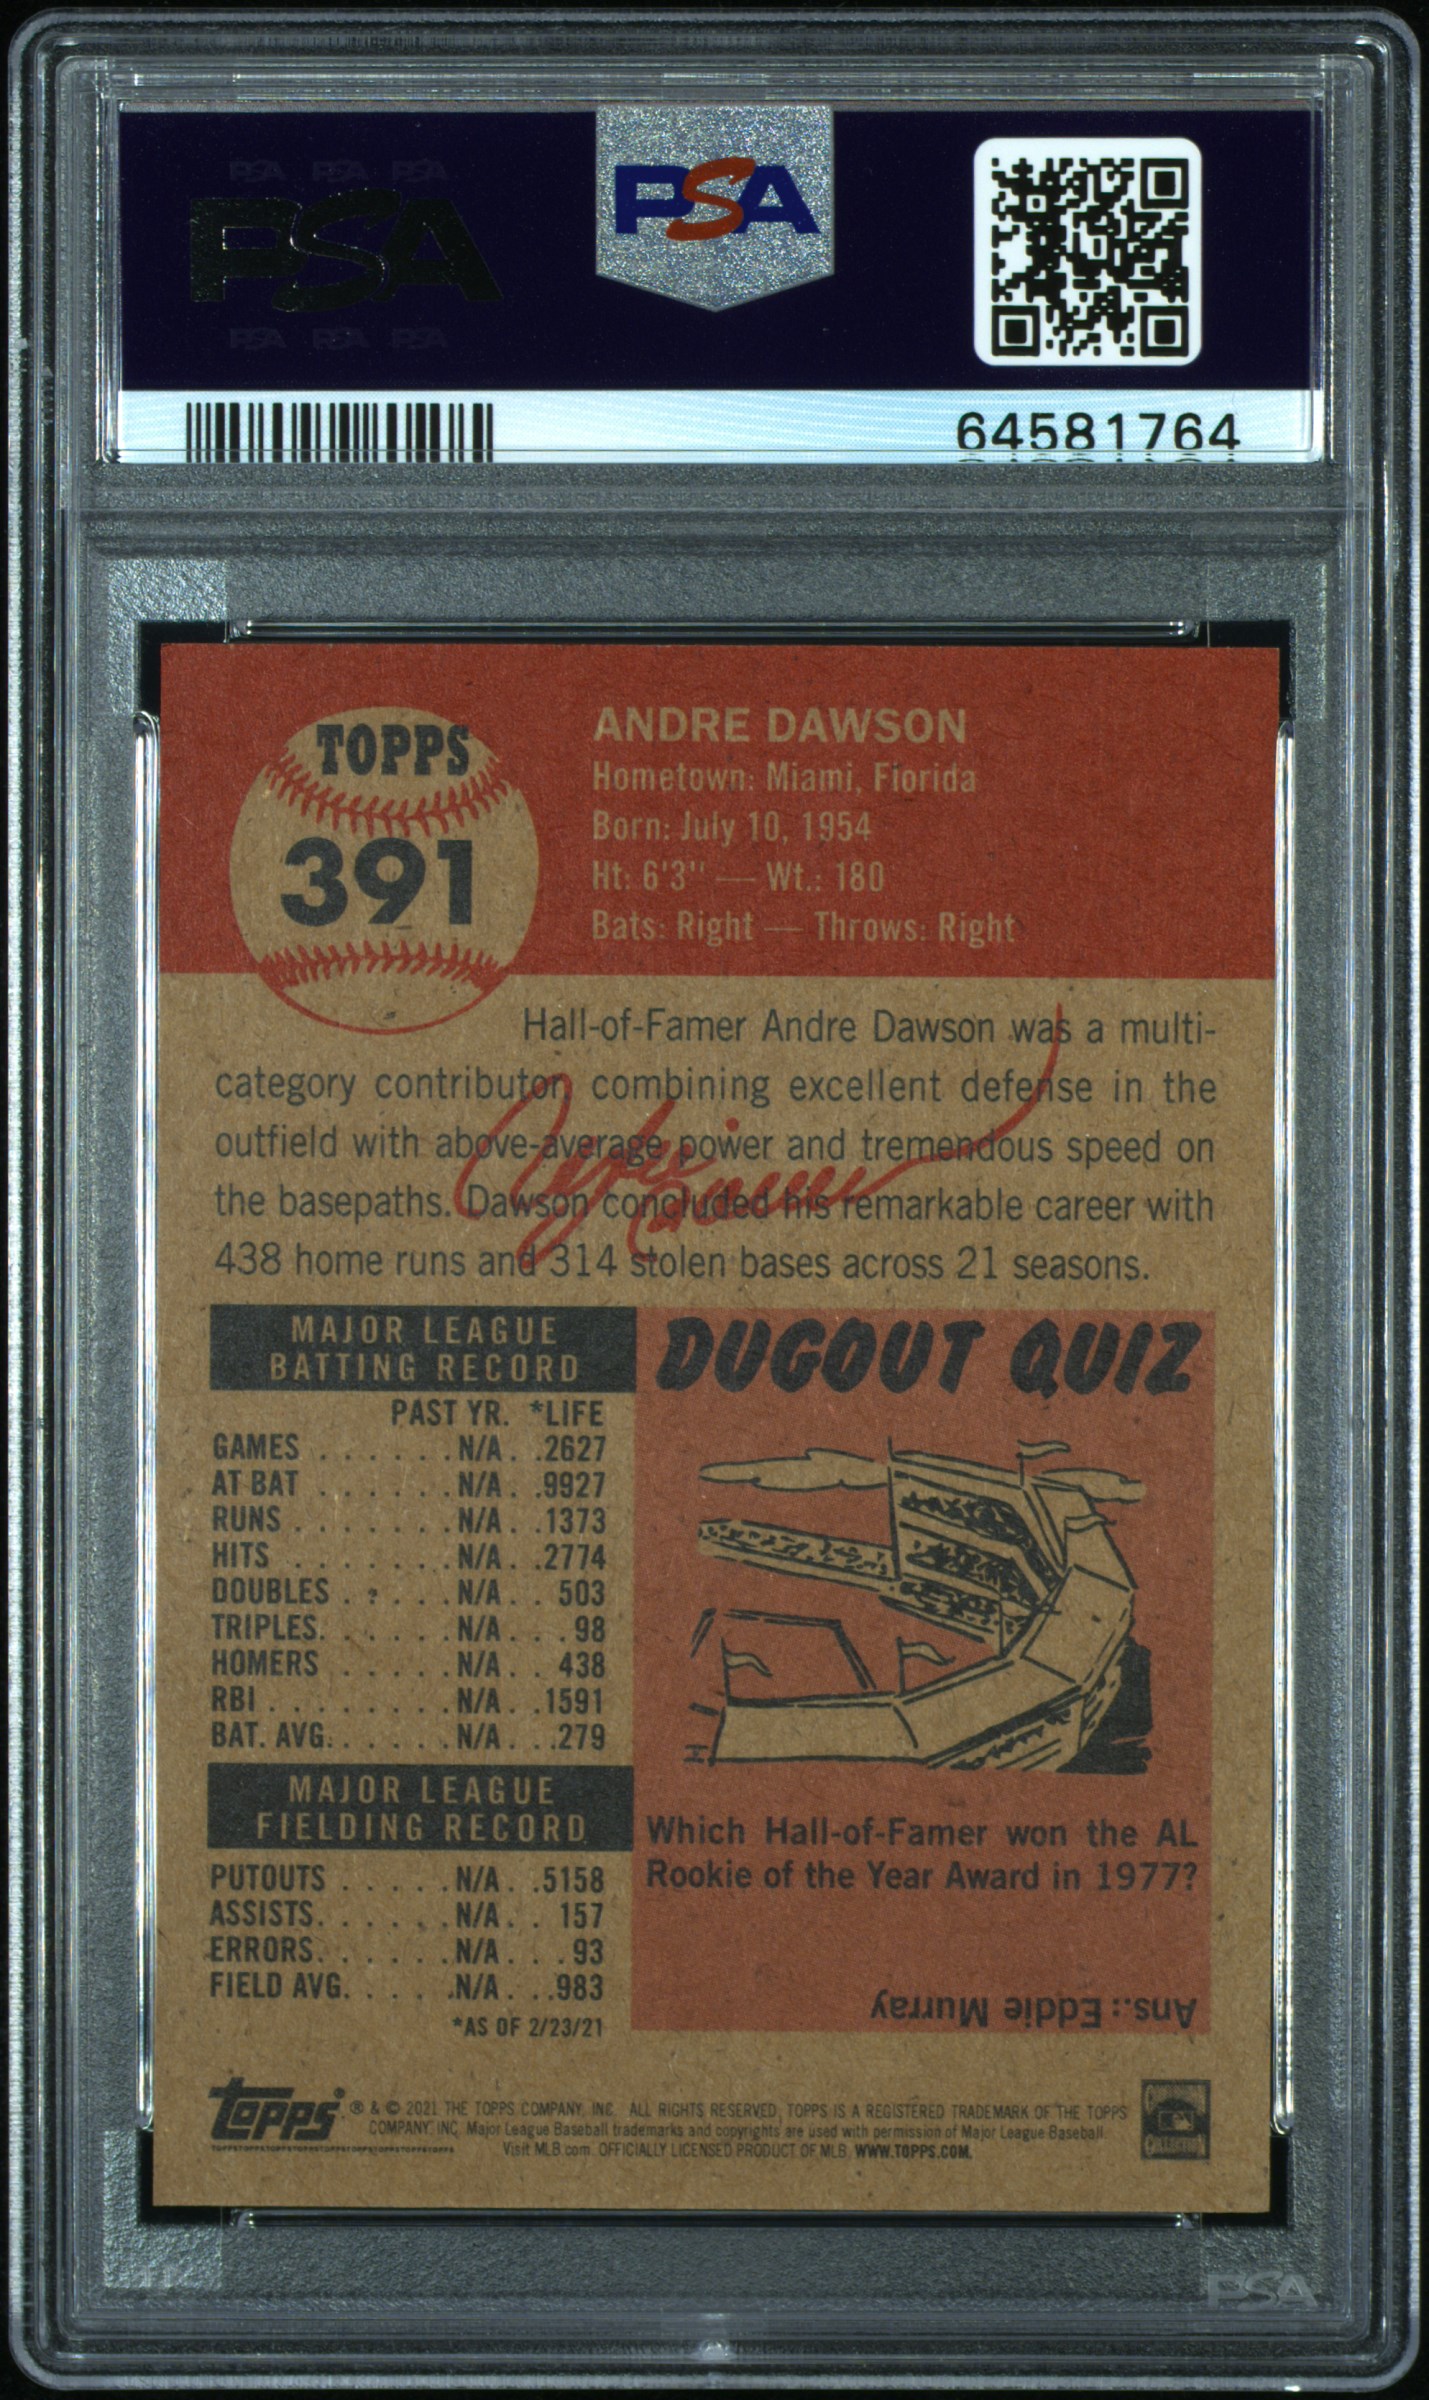 PSA PSA PSA
PSA
PSA PSA PSA
PSA
64581764
TOPPS
391
ANDRE DAWSON
Hometown: Miami, Florida
Born: July 10, 1954
Ht: 6'3" — Wt.: 180
Bats: Right — Throws: Right
Hall-of-Famer Andre Dawson was a multi-
category contributor, combining excellent defense in the
outfield with above-average power and tremendous speed on
the basepaths. Dawson concluded his remarkable career with
438 home runs and 314 stolen bases across 21 seasons.
MAJOR LEAGUE
BATTING RECORD
PAST YR. *LIFE
GAMES . . . . . . N/A . .2627
AT BAT . . . . . . N/A . .9927
RUNS . . . . . . . N/A . .1373
HITS . . . . . . . N/A . .2774
DOUBLES . . . . . N/A . . 503
TRIPLES. . . . . . N/A . . . 98
HOMERS . . . . . N/A . . 438
RBI . . . . . . . . N/A . .1591
BAT. AVG. . . . . . N/A . . .279
MAJOR LEAGUE
FIELDING RECORD
PUTOUTS . . . . . N/A . .5158
ASSISTS. . . . . . N/A . . 157
ERRORS. . . . . . N/A . . . 93
FIELD AVG. . . . . N/A . . .983
*AS OF 2/23/21
DUGOUT QUIZ
Which Hall-of-Famer won the AL
Rookie of the Year Award in 1977?
Ans.: Eddie Murray
topps ® & © 2021 THE TOPPS COMPANY, INC. ALL RIGHTS RESERVED. TOPPS IS A REGISTERED TRADEMARK OF THE TOPPS
COMPANY, INC. Major League Baseball trademarks and copyrights are used with permission of Major League Baseball.
Visit MLB.com. OFFICIALLY LICENSED PRODUCT OF MLB. WWW.TOPPS.COM.
PSA